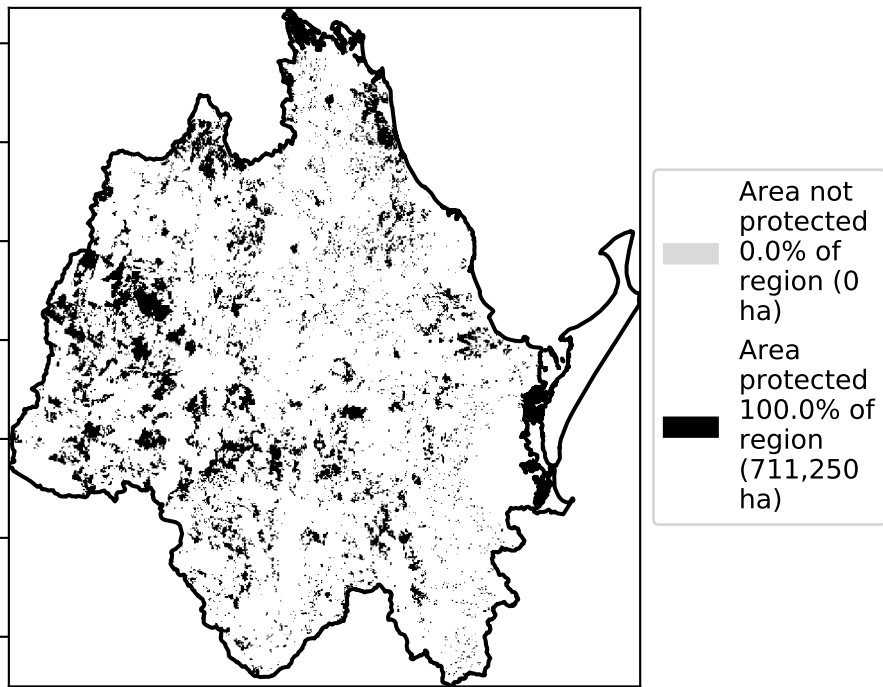 Area not
protected
0.0% of
region (0
ha)
Area
protected
100.0% of
region
(711,250
ha)